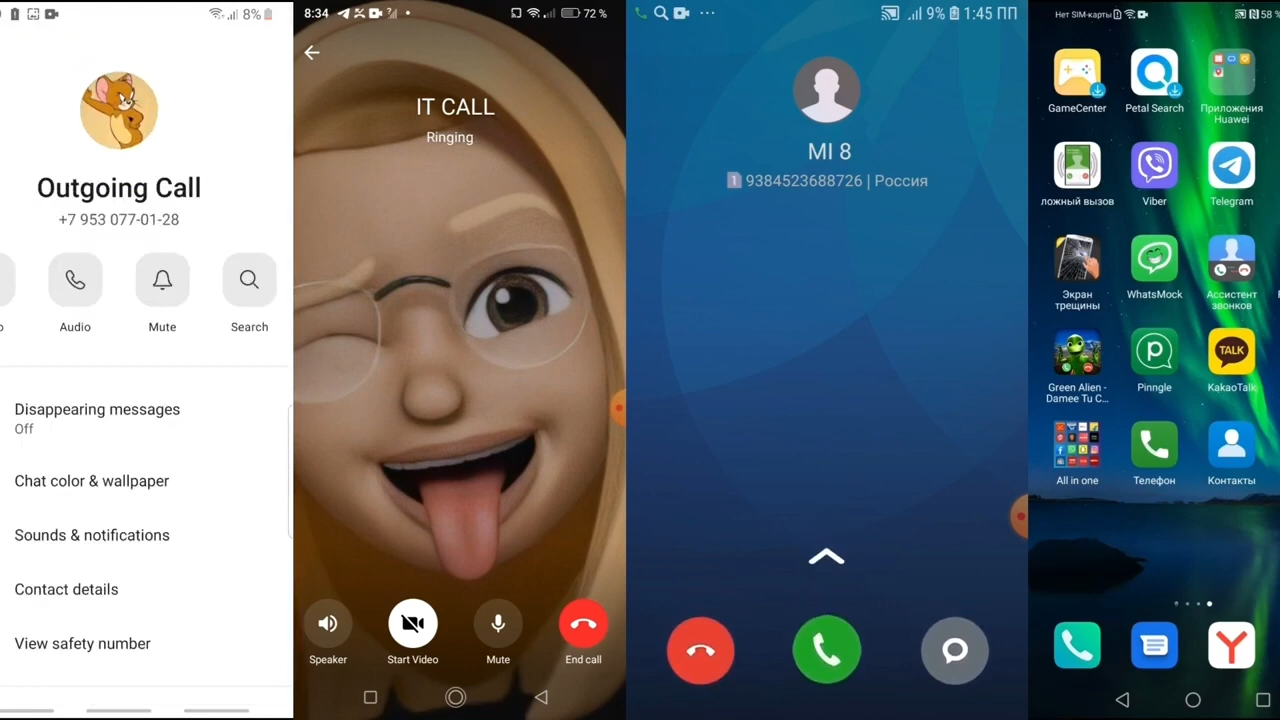 8%
Outgoing Call
+7 953 077-01-28
Audio
Mute
Search
Disappearing messages
Off
Chat color & wallpaper
Sounds & notifications
Contact details
View safety number
8:34
72 %
IT CALL
Ringing
Speaker
Start Video
Mute
End call
9%
1:45 ПП
MI 8
1 9384523688726 | Россия
Нет SIM-карты
58 %
GameCenter
Petal Search
Приложения
Huawei
ложный вызов
Viber
Telegram
Экран
трещины
WhatsMock
Ассистент
звонков
Green Alien -
Damee Tu C...
Pinngle
TALK
KakaoTalk
All in one
Телефон
Контакты